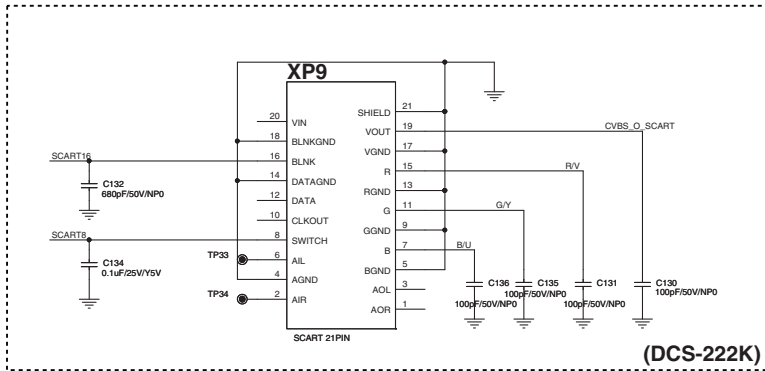 XP9
20 VIN
18 BLNKGND
16 BLNK
14 DATAGND
12 DATA
10 CLKOUT
8 SWITCH
6 AIL
4 AGND
2 AIR
SHIELD 21
VOUT 19
VGND 17
R 15
RGND 13
G 11
GGND 9
B 7
BGND 5
AOL 3
AOR 1
SCART 21PIN
SCART16
C132
680pF/50V/NP0
SCART8
C134
0.1uF/25V/Y5V
TP33
TP34
CVBS_O_SCART
R/V
G/Y
B/U
C136
100pF/50V/NP0
C135
100pF/50V/NP0
C131
100pF/50V/NP0
C130
100pF/50V/NP0
(DCS-222K)